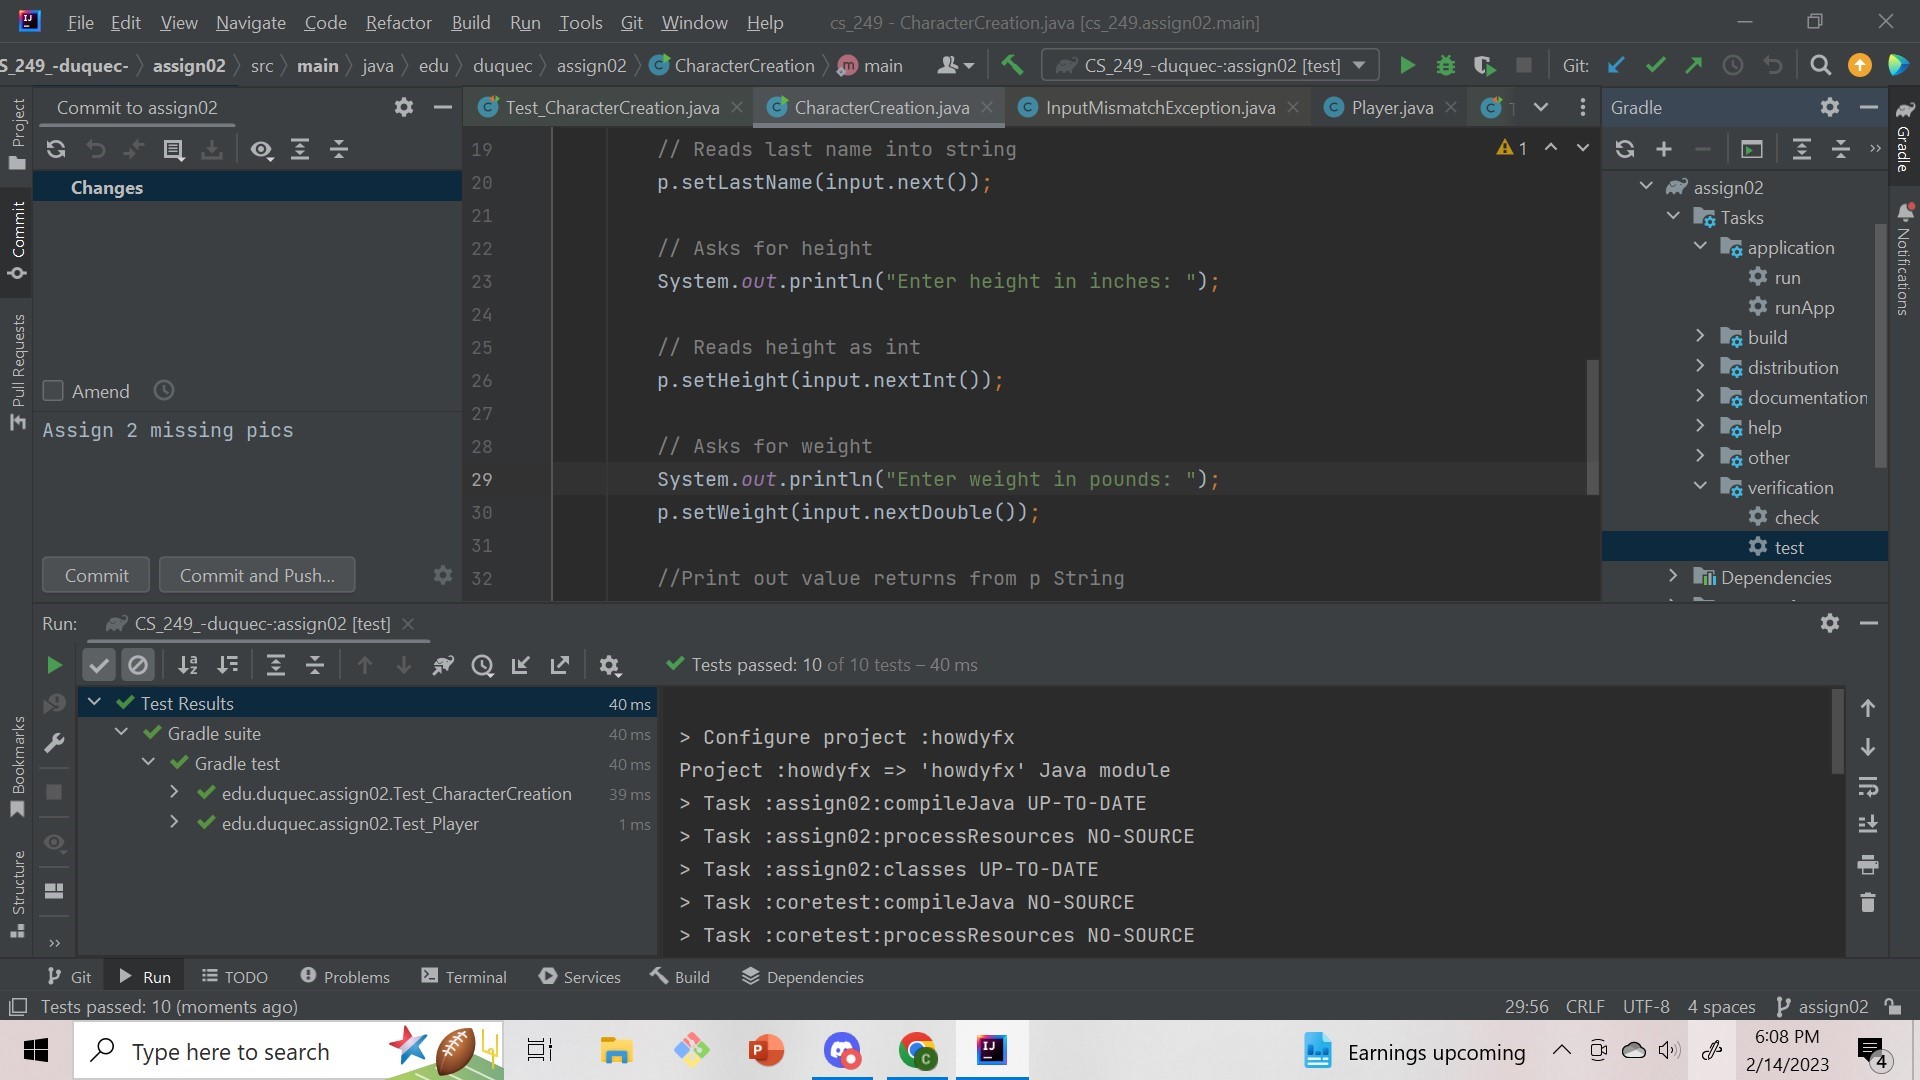 File Edit View Navigate Code Refactor Build Run Tools Git Window Help cs_249 - CharacterCreation.java [cs_249.assign02.main]
S_249_-duquec- assign02 src main java edu duquec assign02 CharacterCreation main CS_249_-duquec-:assign02 [test] Git:
Commit to assign02
Test_CharacterCreation.java CharacterCreation.java InputMismatchException.java Player.java
Gradle
Project
Commit
Pull Requests
Bookmarks
Structure
Changes
Amend
Assign 2 missing pics
Commit Commit and Push...
1
19 // Reads last name into string
20 p.setLastName(input.next());
21
22 // Asks for height
23 System.out.println("Enter height in inches: ");
24
25 // Reads height as int
26 p.setHeight(input.nextInt());
27
28 // Asks for weight
29 System.out.println("Enter weight in pounds: ");
30 p.setWeight(input.nextDouble());
31
32 //Print out value returns from p String
assign02
Tasks
application
run
runApp
build
distribution
documentation
help
other
verification
check
test
Dependencies
Gradle
Notifications
Run: CS_249_-duquec-:assign02 [test]
Tests passed: 10 of 10 tests – 40 ms
Test Results 40 ms
Gradle suite 40 ms
Gradle test 40 ms
edu.duquec.assign02.Test_CharacterCreation 39 ms
edu.duquec.assign02.Test_Player 1 ms
> Configure project :howdyfx
Project :howdyfx => 'howdyfx' Java module
> Task :assign02:compileJava UP-TO-DATE
> Task :assign02:processResources NO-SOURCE
> Task :assign02:classes UP-TO-DATE
> Task :coretest:compileJava NO-SOURCE
> Task :coretest:processResources NO-SOURCE
Git Run TODO Problems Terminal Services Build Dependencies
Tests passed: 10 (moments ago) 29:56 CRLF UTF-8 4 spaces assign02
Type here to search
Earnings upcoming
6:08 PM
2/14/2023
4